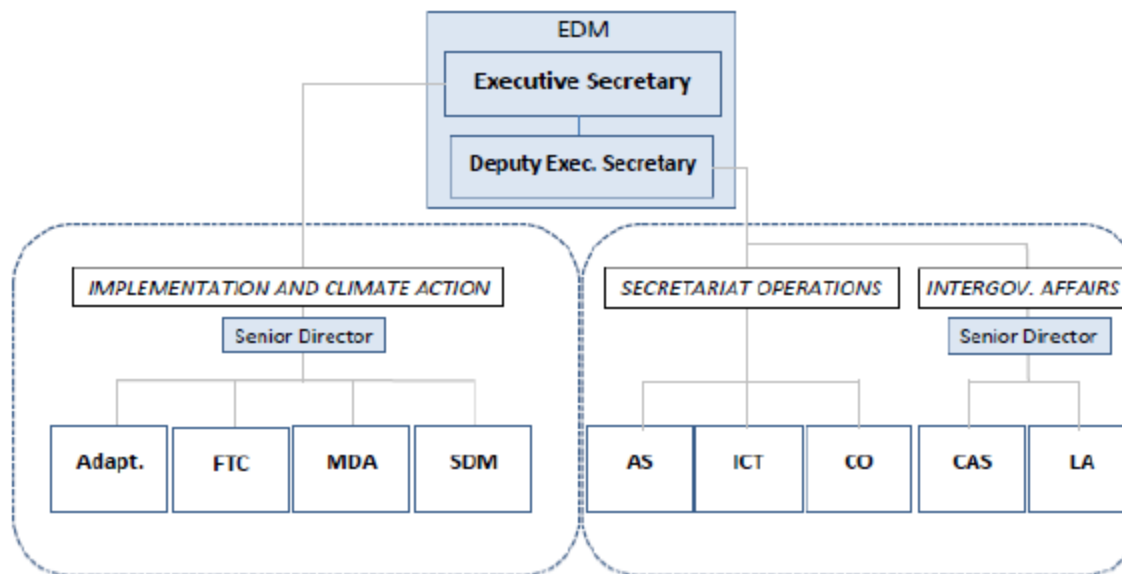 EDM
Executive Secretary
Deputy Exec. Secretary
IMPLEMENTATION AND CLIMATE ACTION
SECRETARIAT OPERATIONS
INTERGOV. AFFAIRS
Senior Director
Senior Director
Adapt.
FTC
MDA
SDM
AS
ICT
CO
CAS
LA